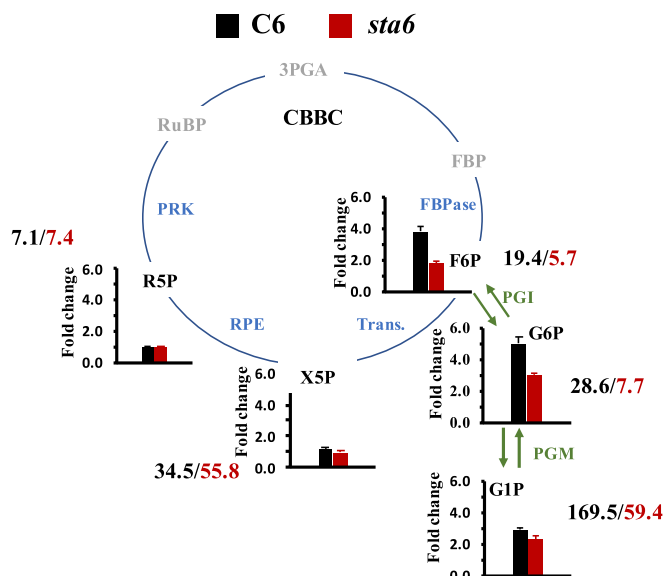 C6 sta6
3PGA
CBBC
RuBP
FBP
PRK
FBPase
7.1/7.4
Fold change
6.0
4.0
2.0
0.0
R5P
Fold change
6.0
4.0
2.0
0.0
F6P
19.4/5.7
PGI
RPE
Trans.
Fold change
6.0
4.0
2.0
0.0
X5P
34.5/55.8
Fold change
6.0
4.0
2.0
0.0
G6P
28.6/7.7
PGM
Fold change
6.0
4.0
2.0
0.0
G1P
169.5/59.4